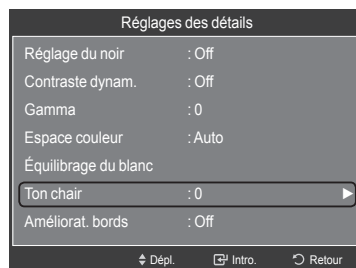 Réglages des détails
Réglage du noir : Off
Contraste dynam. : Off
Gamma : 0
Espace couleur : Auto
Équilibrage du blanc
Ton chair : 0
Améliorat. bords : Off
Dépl. Intro. Retour